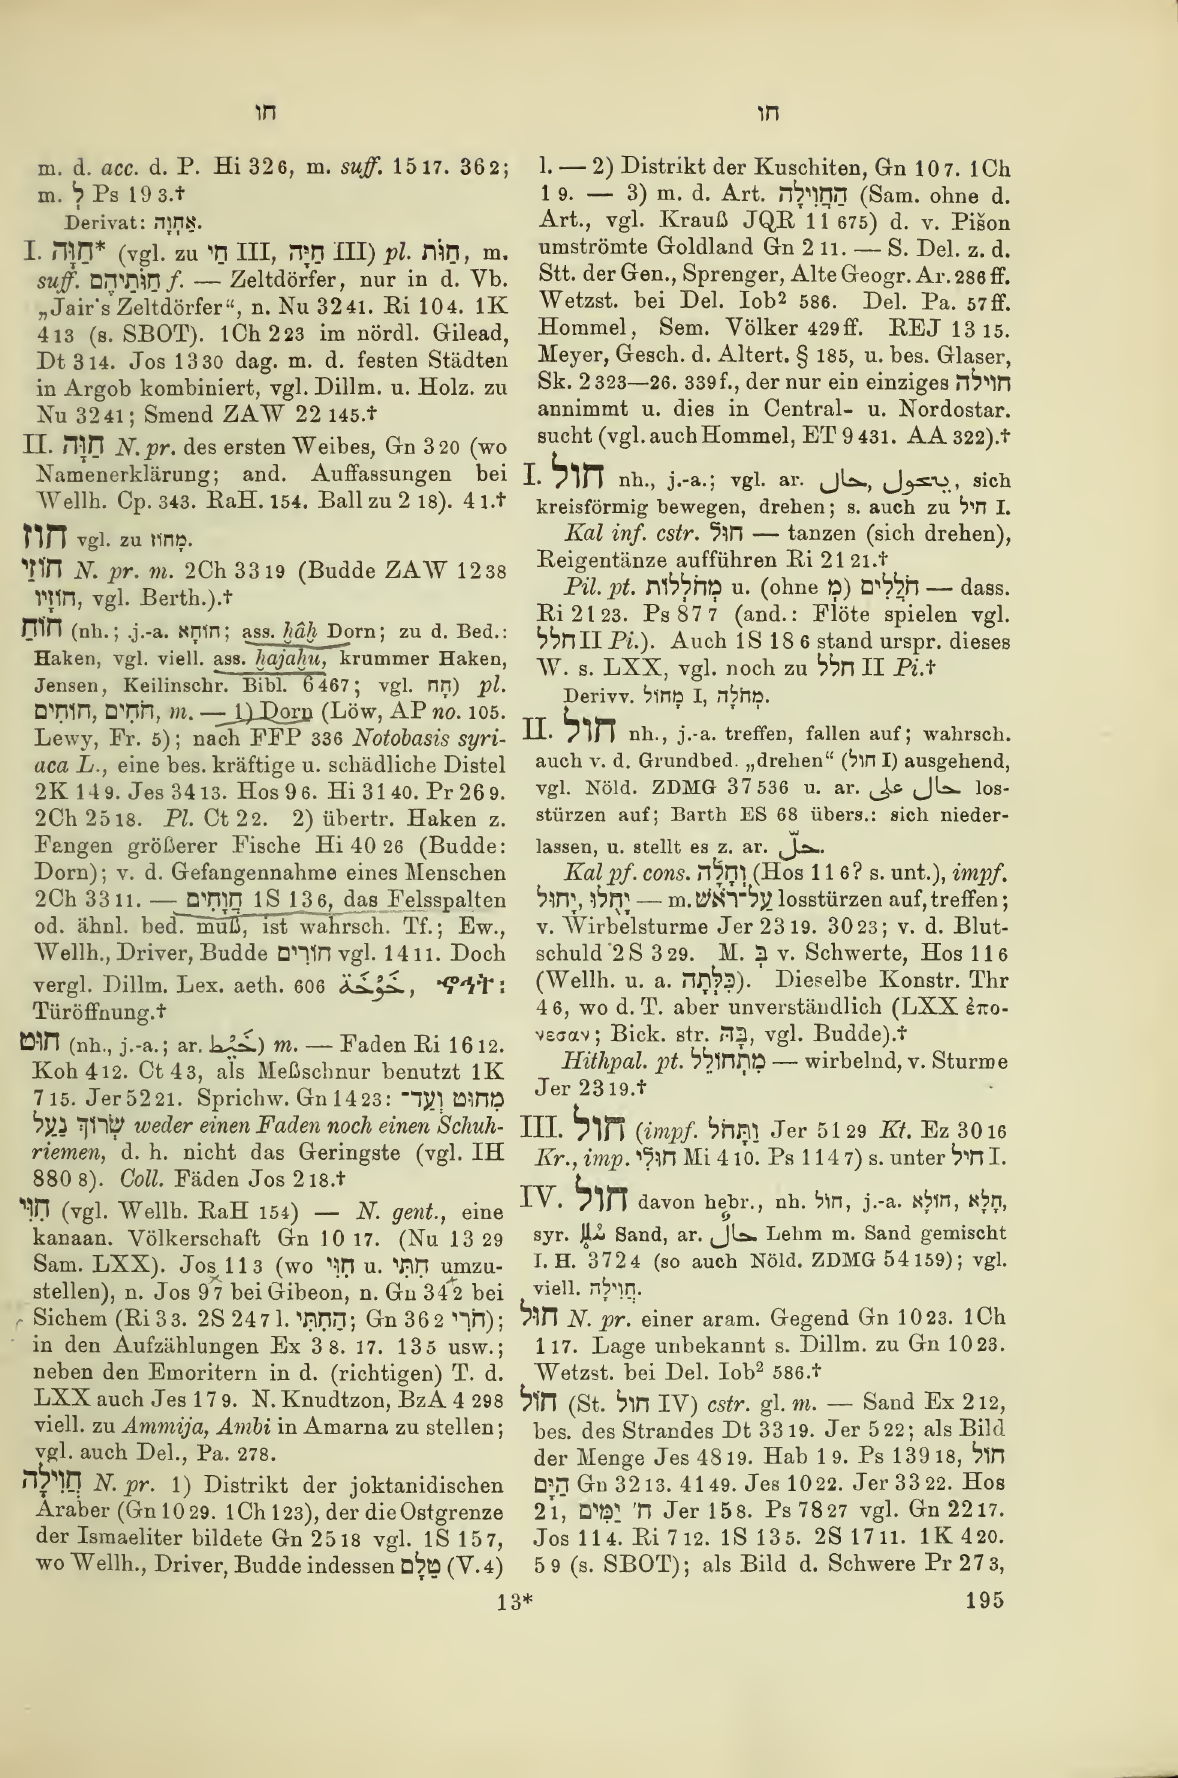 חו
חו
m. d. acc. d. P. Hi 32 6, m. suff. 15 17. 36 2;
m. לְ Ps 19 3.†
Derivat: אַחֲוָה.
I. חַוָּה* (vgl. zu חַי III, חַיָּה III) pl. חַוֹּת, m.
suff. חַוֹּתֵיהֶם f. — Zeltdörfer, nur in d. Vb.
„Jair's Zeltdörfer“, n. Nu 32 41. Ri 10 4. 1K
4 13 (s. SBOT). 1Ch 2 23 im nördl. Gilead,
Dt 3 14. Jos 13 30 dag. m. d. festen Städten
in Argob kombiniert, vgl. Dillm. u. Holz. zu
Nu 32 41; Smend ZAW 22 145.†
II. חַוָּה N. pr. des ersten Weibes, Gn 3 20 (wo
Namenerklärung; and. Auffassungen bei
Wellh. Cp. 343. RaH. 154. Ball zu 2 18). 4 1.†
חוז vgl. zu מָחוֹז.
חוֹזַי N. pr. m. 2Ch 33 19 (Budde ZAW 12 38
חוֹזָיו, vgl. Berth.).†
חוֹחַ (nh.; j.-a. חוֹחָא; ass. ḫâḫ Dorn; zu d. Bed.:
Haken, vgl. viell. ass. ḫajahu, krummer Haken,
Jensen, Keilinschr. Bibl. 6 467; vgl. חָח) pl.
חוֹחִים, חֹחִים, m. — 1) Dorn (Löw, AP no. 105.
Lewy, Fr. 5); nach FFP 336 Notobasis syri-
aca L., eine bes. kräftige u. schädliche Distel
2K 14 9. Jes 34 13. Hos 9 6. Hi 31 40. Pr 26 9.
2Ch 25 18. Pl. Ct 2 2. 2) übertr. Haken z.
Fangen größerer Fische Hi 40 26 (Budde:
Dorn); v. d. Gefangennahme eines Menschen
2Ch 33 11. — חֲוָחִים 1S 13 6, das Felsspalten
od. ähnl. bed. muß, ist wahrsch. Tf.; Ew.,
Wellh., Driver, Budde חוֹרִים vgl. 14 11. Doch
vergl. Dillm. Lex. aeth. 606 خَوْخَة,
Türöffnung.†
חוּט (nh., j.-a.; ar. خَيْط) m. — Faden Ri 16 12.
Koh 4 12. Ct 4 3, als Meßschnur benutzt 1K
7 15. Jer 52 21. Sprichw. Gn 14 23: מִחוּט וְעַד־
שְׂרוֹךְ נַעַל weder einen Faden noch einen Schuh-
riemen, d. h. nicht das Geringste (vgl. IH
880 8). Coll. Fäden Jos 2 18.†
חִוִּי (vgl. Wellh. RaH 154) — N. gent., eine
kanaan. Völkerschaft Gn 10 17. (Nu 13 29
Sam. LXX). Jos 11 3 (wo חִוִּי u. חִתִּי umzu-
stellen), n. Jos 9 7 bei Gibeon, n. Gn 34 2 bei
Sichem (Ri 3 3. 2S 24 7 l. הַחִתִּי; Gn 36 2 חֹרִי);
in den Aufzählungen Ex 3 8. 17. 13 5 usw.;
neben den Emoritern in d. (richtigen) T. d.
LXX auch Jes 17 9. N. Knudtzon, BzA 4 298
viell. zu Ammija, Ambi in Amarna zu stellen;
vgl. auch Del., Pa. 278.
חֲוִילָה N. pr. 1) Distrikt der joktanidischen
Araber (Gn 10 29. 1Ch 1 23), der die Ostgrenze
der Ismaeliter bildete Gn 25 18 vgl. 1S 15 7,
wo Wellh., Driver, Budde indessen טֵלָם (V. 4)
l. — 2) Distrikt der Kuschiten, Gn 10 7. 1Ch
1 9. — 3) m. d. Art. הַחֲוִילָה (Sam. ohne d.
Art., vgl. Krauß JQR 11 675) d. v. Pišon
umströmte Goldland Gn 2 11. — S. Del. z. d.
Stt. der Gen., Sprenger, Alte Geogr. Ar. 286 ff.
Wetzst. bei Del. Iob² 586. Del. Pa. 57 ff.
Hommel, Sem. Völker 429 ff. REJ 13 15.
Meyer, Gesch. d. Altert. § 185, u. bes. Glaser,
Sk. 2 323—26. 339 f., der nur ein einziges חוילה
annimmt u. dies in Central- u. Nordostar.
sucht (vgl. auch Hommel, ET 9 431. AA 322).†
I. חול nh., j.-a.; vgl. ar. حال, يحول, sich
kreisförmig bewegen, drehen; s. auch zu חיל I.
Kal inf. cstr. חוּל — tanzen (sich drehen),
Reigentänze aufführen Ri 21 21.†
Pil. pt. מְחֹלְלוֹת u. (ohne מְ) חֹלֲלִים — dass.
Ri 21 23. Ps 87 7 (and.: Flöte spielen vgl.
חלל II Pi.). Auch 1S 18 6 stand urspr. dieses
W. s. LXX, vgl. noch zu חלל II Pi.†
Derivv. מָחוֹל I, מְחֹלָה.
II. חול nh., j.-a. treffen, fallen auf; wahrsch.
auch v. d. Grundbed. „drehen“ (חול I) ausgehend,
vgl. Nöld. ZDMG 37 536 u. ar. حال على los-
stürzen auf; Barth ES 68 übers.: sich nieder-
lassen, u. stellt es z. ar. حلّ.
Kal pf. cons. וְחָלָה (Hos 11 6? s. unt.), impf.
יָחֻלוּ, יָחוּל — m. עַל־רֹאשׁ losstürzen auf, treffen;
v. Wirbelsturme Jer 23 19. 30 23; v. d. Blut-
schuld 2S 3 29. M. בְּ v. Schwerte, Hos 11 6
(Wellh. u. a. כָּלְתָה). Dieselbe Konstr. Thr
4 6, wo d. T. aber unverständlich (LXX ἐπο-
νεσαν; Bick. str. בָּהּ, vgl. Budde).†
Hithpal. pt. מִתְחוֹלֵל — wirbelnd, v. Sturme
Jer 23 19.†
III. חול (impf. וַתָּחֹל Jer 51 29 Kt. Ez 30 16
Kr., imp. חוּלִי Mi 4 10. Ps 114 7) s. unter חיל I.
IV. חול davon hebr., nh. חוֹל, j.-a. חוֹלָא, חָלָא,
syr. Sand, ar. حالٌ Lehm m. Sand gemischt
I. H. 372 4 (so auch Nöld. ZDMG 54 159); vgl.
viell. חֲוִילָה.
חוּל N. pr. einer aram. Gegend Gn 10 23. 1Ch
1 17. Lage unbekannt s. Dillm. zu Gn 10 23.
Wetzst. bei Del. Iob² 586.†
חוֹל (St. חול IV) cstr. gl. m. — Sand Ex 2 12,
bes. des Strandes Dt 33 19. Jer 5 22; als Bild
der Menge Jes 48 19. Hab 1 9. Ps 139 18, חוֹל
הַיָּם Gn 32 13. 41 49. Jes 10 22. Jer 33 22. Hos
2 1, ח׳ יַמִּים Jer 15 8. Ps 78 27 vgl. Gn 22 17.
Jos 11 4. Ri 7 12. 1S 13 5. 2S 17 11. 1K 4 20.
5 9 (s. SBOT); als Bild d. Schwere Pr 27 3,
13*
195